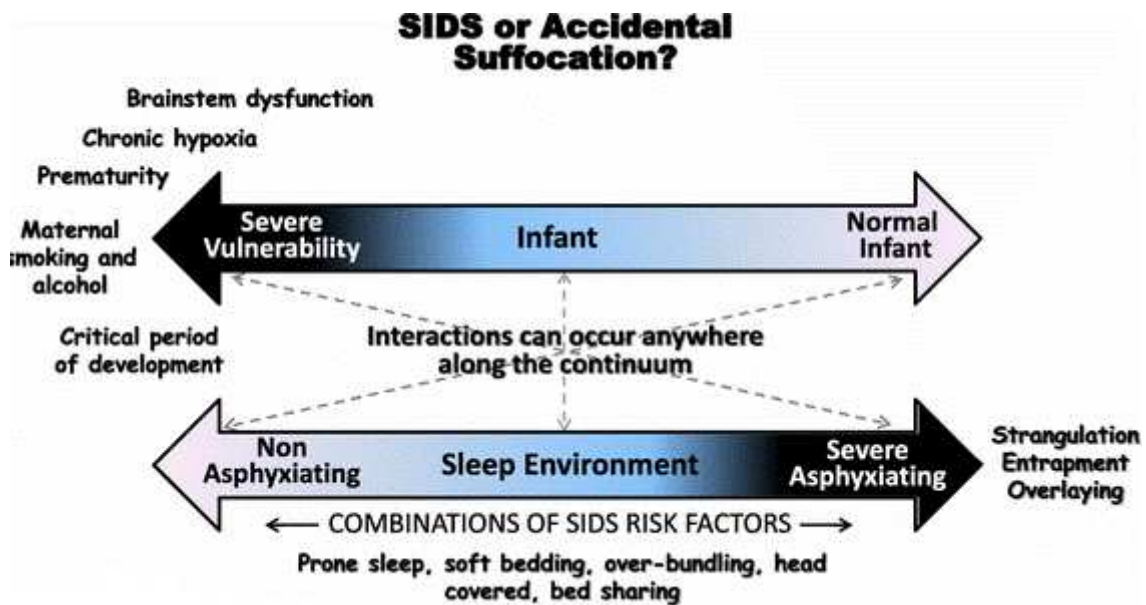 SIDS or Accidental
Suffocation?
Brainstem dysfunction
Chronic hypoxia
Prematurity
Maternal
smoking and
alcohol
Severe
Vulnerability
Infant
Normal
Infant
Critical period
of development
Interactions can occur anywhere
along the continuum
Non
Asphyxiating
Sleep Environment
Severe
Asphyxiating
Strangulation
Entrapment
Overlaying
COMBINATIONS OF SIDS RISK FACTORS
Prone sleep, soft bedding, over-bundling, head
covered, bed sharing